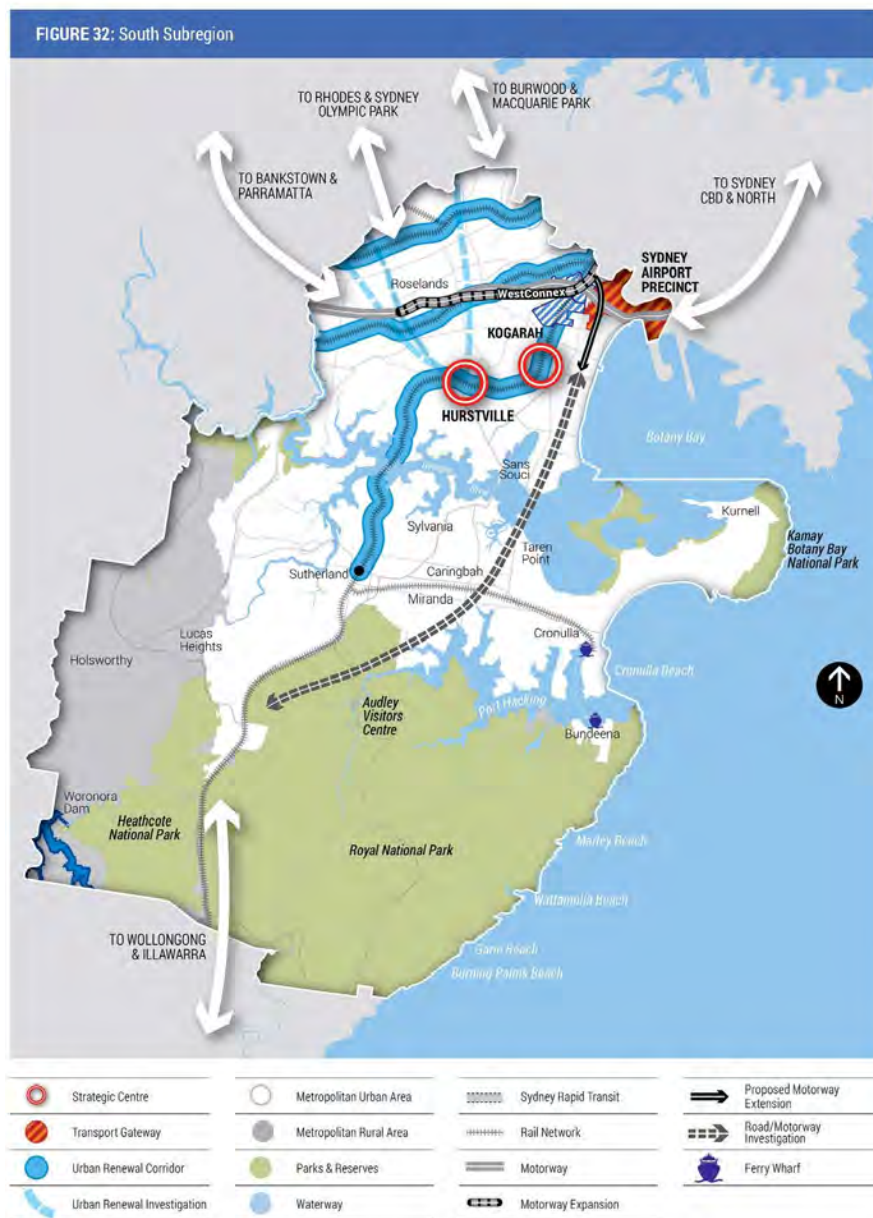 FIGURE 32: South Subregion
TO BURWOOD &
MACQUARIE PARK
TO RHODES & SYDNEY
OLYMPIC PARK
TO BANKSTOWN &
PARRAMATTA
TO SYDNEY
CBD & NORTH
SYDNEY
AIRPORT
PRECINCT
Roselands
WestConnex
KOGARAH
HURSTVILLE
Botany Bay
Sans
Souci
Kurnell
Kamay
Botany Bay
National Park
Sylvania
Taren
Point
Sutherland
Caringbah
Miranda
Lucas
Heights
Cronulla
Holsworthy
Cronulla Beach
N
Audley
Visitors
Centre
Port Hacking
Bundeena
Woronora
Dam
Heathcote
National Park
Royal National Park
Marley Beach
Wattamolla Beach
TO WOLLONGONG
& ILLAWARRA
Garie Beach
Burning Palms Beach
Strategic Centre
Metropolitan Urban Area
Sydney Rapid Transit
Proposed Motorway
Extension
Transport Gateway
Metropolitan Rural Area
Rail Network
Road/Motorway
Investigation
Urban Renewal Corridor
Parks & Reserves
Motorway
Ferry Wharf
Urban Renewal Investigation
Waterway
Motorway Expansion